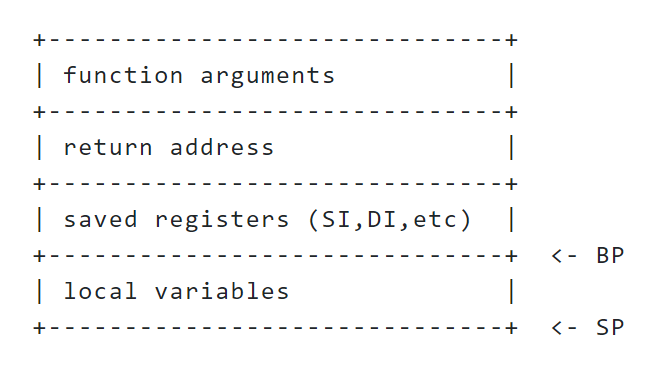 +------------------------------+
| function arguments           |
+------------------------------+
| return address               |
+------------------------------+
| saved registers (SI,DI,etc)  |
+------------------------------+  <- BP
| local variables              |
+------------------------------+  <- SP